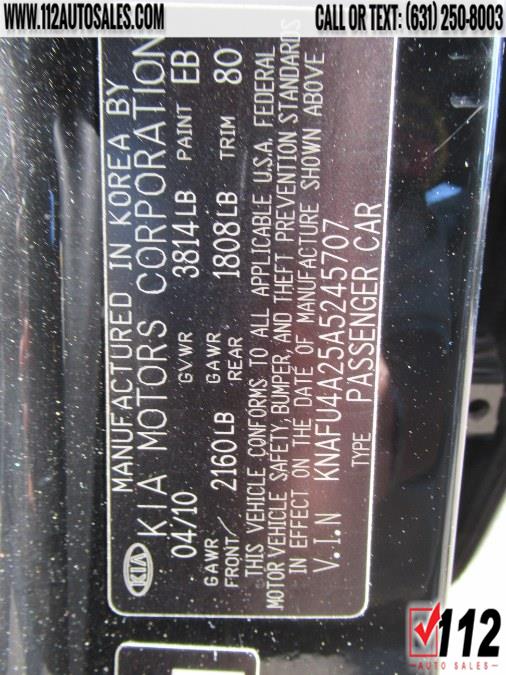 WWW.112AUTOSALES.COM
CALL OR TEXT: (631) 250-8003
MANUFACTURED IN KOREA BY
KIA MOTORS CORPORATION
04/10 GVWR 3814LB PAINT EB
GAWR FRONT/ 2160LB GAWR REAR 1808LB TRIM 80
THIS VEHICLE CONFORMS TO ALL APPLICABLE U.S.A. FEDERAL
MOTOR VEHICLE SAFETY, BUMPER, AND THEFT PREVENTION STANDARDS
IN EFFECT ON THE DATE OF MANUFACTURE SHOWN ABOVE
V.I.N KNAFU4A25A5245707
TYPE PASSENGER CAR
KIA
112
AUTO SALES